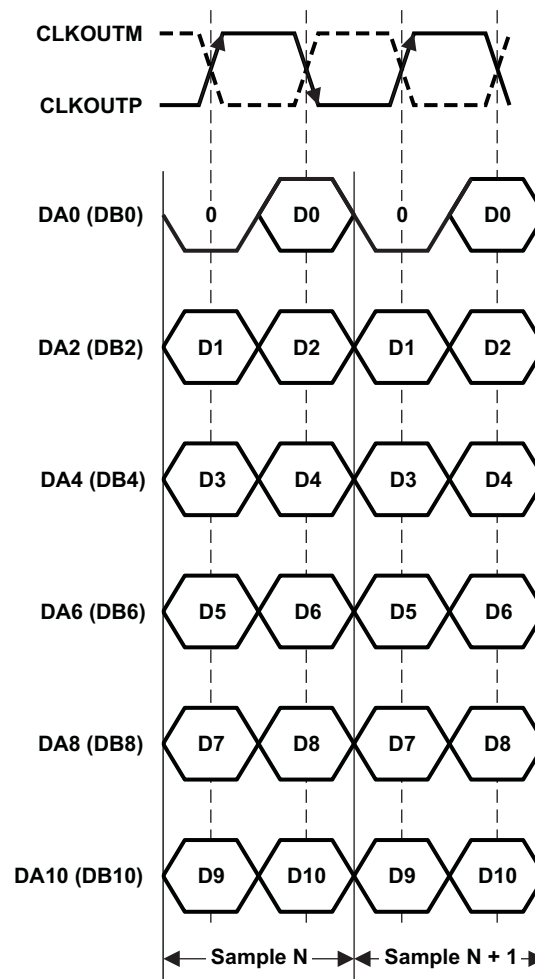 CLKOUTM
CLKOUTP
DA0 (DB0) 0 D0 0 D0
DA2 (DB2) D1 D2 D1 D2
DA4 (DB4) D3 D4 D3 D4
DA6 (DB6) D5 D6 D5 D6
DA8 (DB8) D7 D8 D7 D8
DA10 (DB10) D9 D10 D9 D10
Sample N Sample N + 1